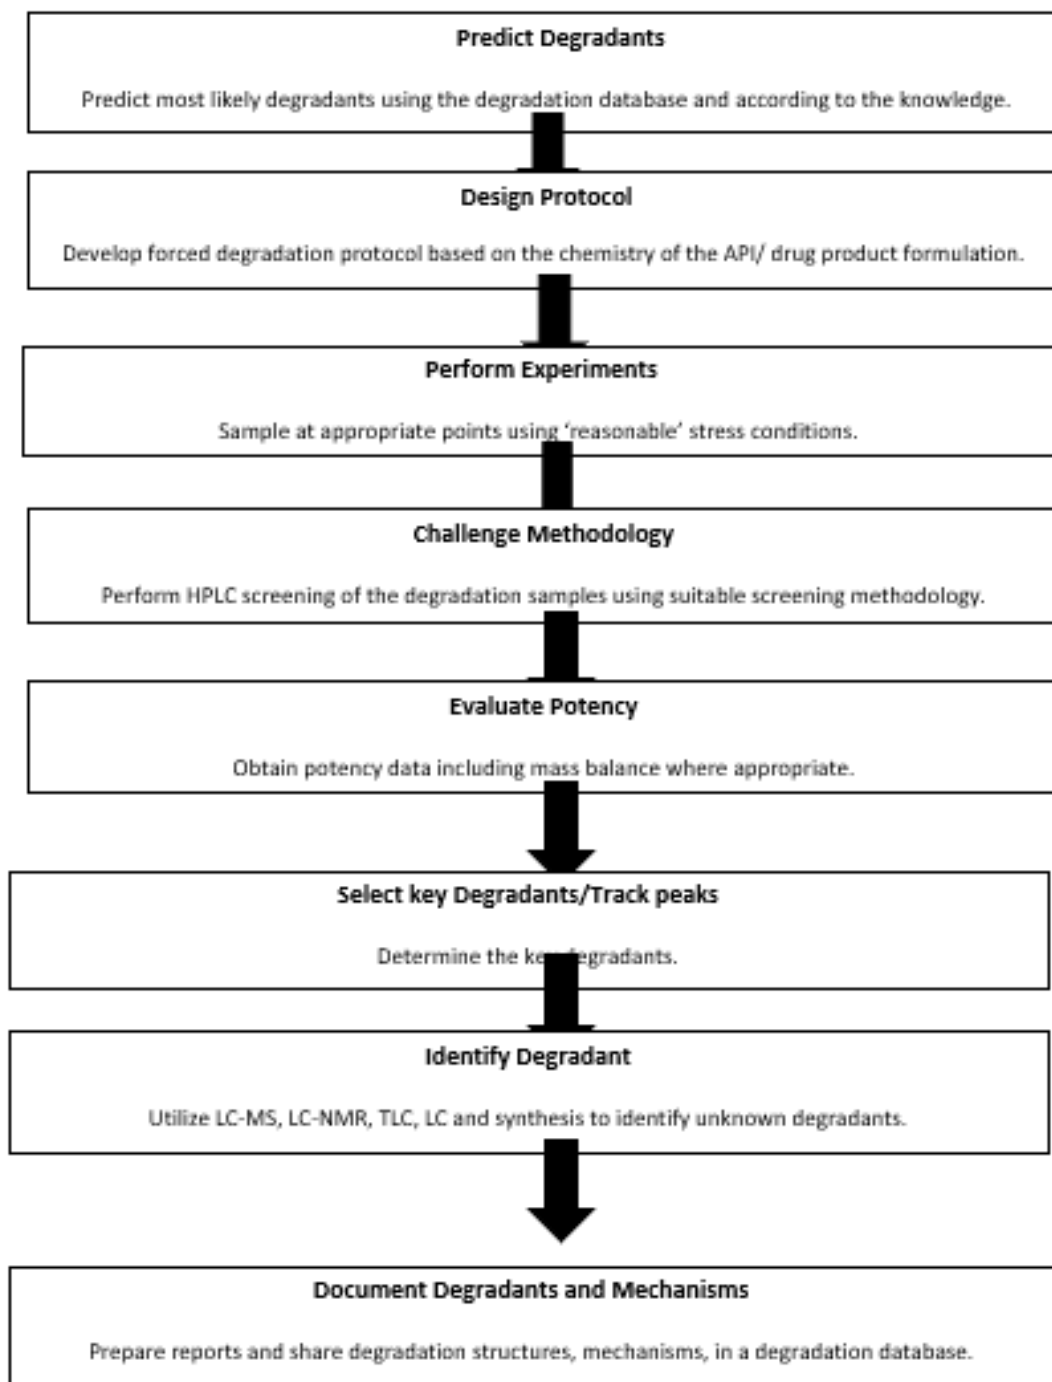 Predict Degradants
Predict most likely degradants using the degradation database and according to the knowledge.
Design Protocol
Develop forced degradation protocol based on the chemistry of the API/ drug product formulation.
Perform Experiments
Sample at appropriate points using ‘reasonable’ stress conditions.
Challenge Methodology
Perform HPLC screening of the degradation samples using suitable screening methodology.
Evaluate Potency
Obtain potency data including mass balance where appropriate.
Select key Degradants/Track peaks
Determine the key degradants.
Identify Degradant
Utilize LC-MS, LC-NMR, TLC, LC and synthesis to identify unknown degradants.
Document Degradants and Mechanisms
Prepare reports and share degradation structures, mechanisms, in a degradation database.